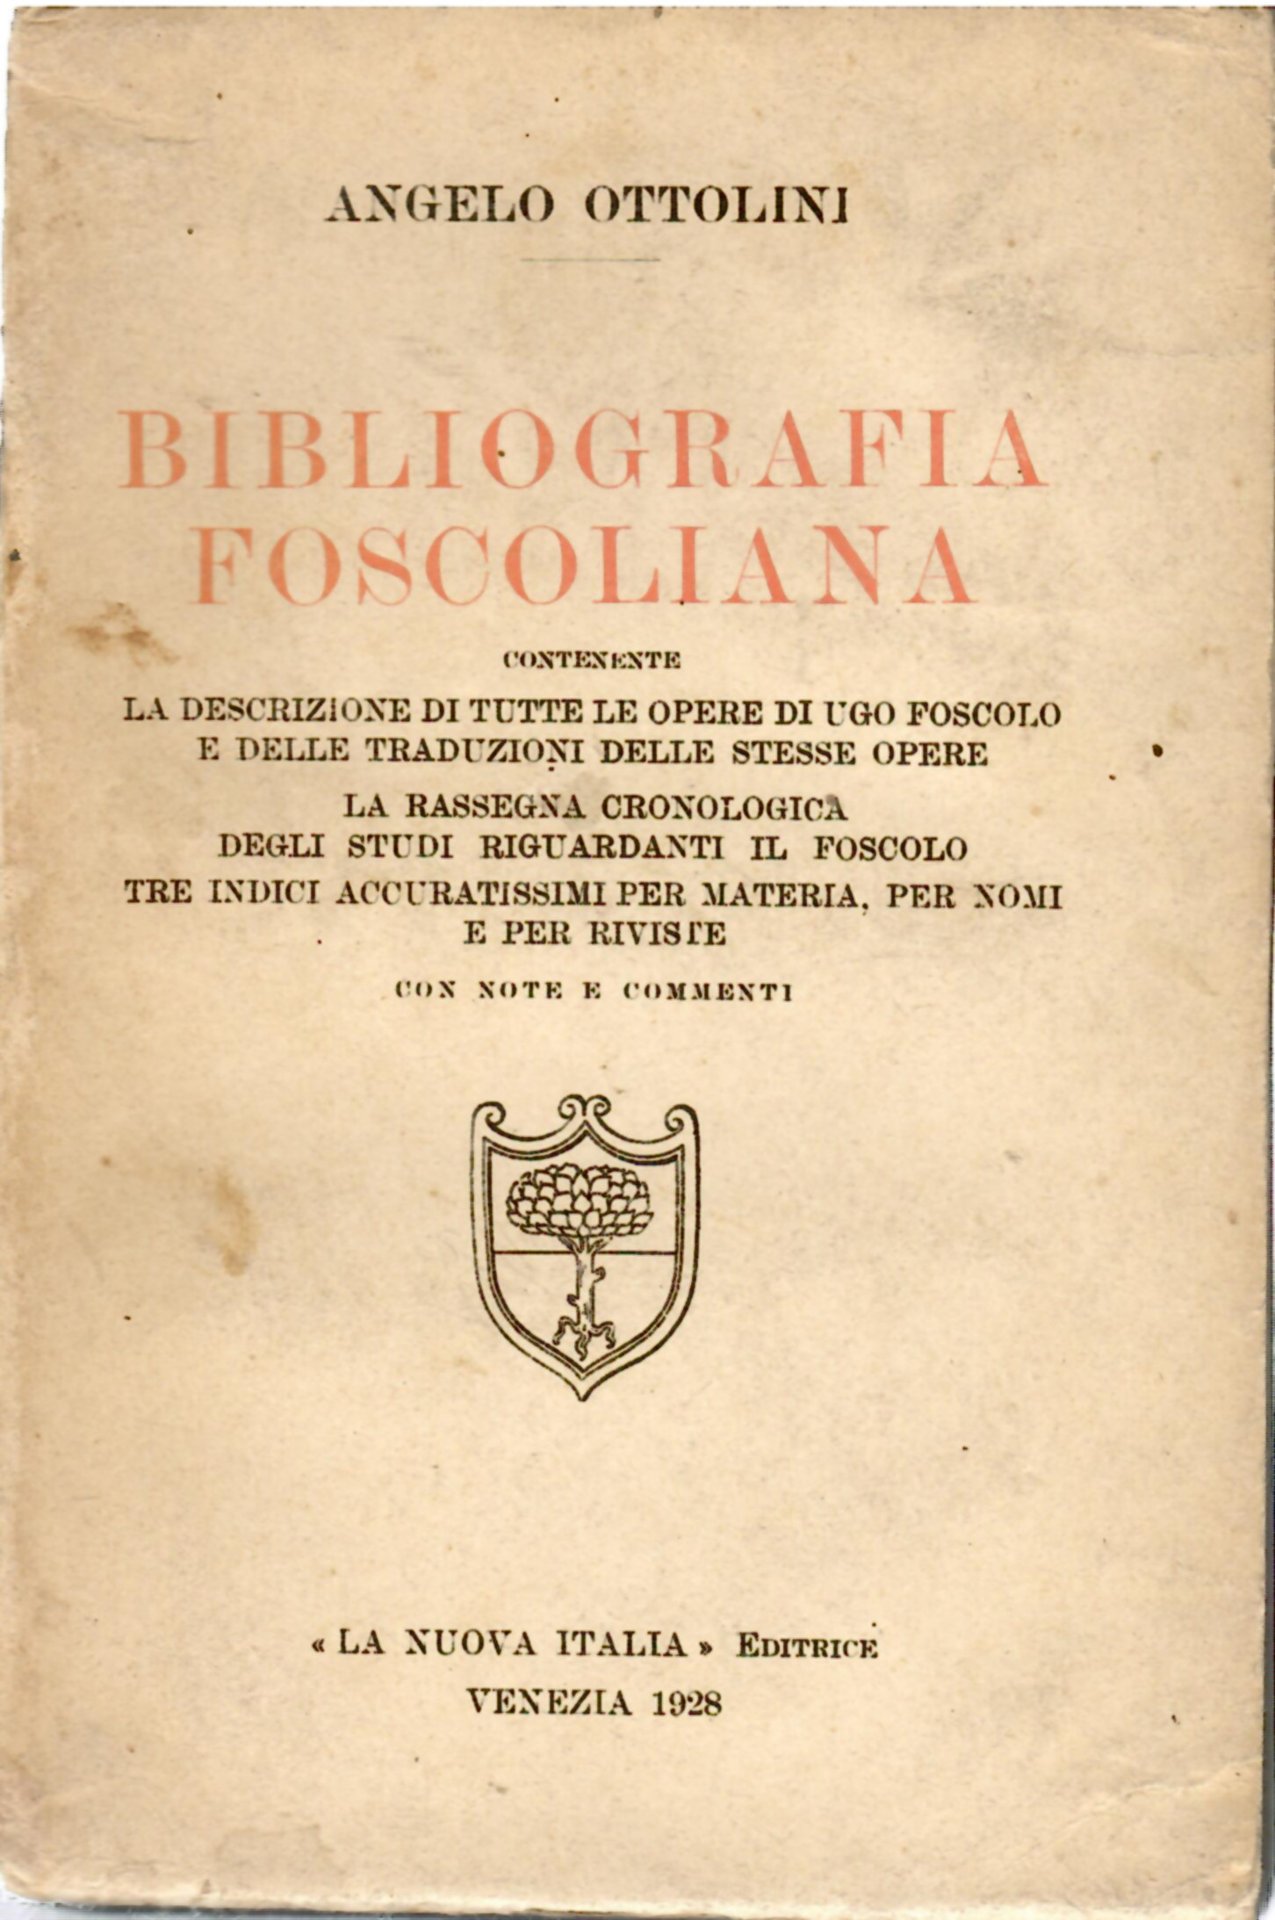 ANGELO OTTOLINI
BIBLIOGRAFIA
FOSCOLIANA
CONTENENTE
LA DESCRIZIONE DI TUTTE LE OPERE DI UGO FOSCOLO
E DELLE TRADUZIONI DELLE STESSE OPERE
LA RASSEGNA CRONOLOGICA
DEGLI STUDI RIGUARDANTI IL FOSCOLO
TRE INDICI ACCURATISSIMI PER MATERIA, PER NOMI
E PER RIVISTE
CON NOTE E COMMENTI
« LA NUOVA ITALIA » EDITRICE
VENEZIA 1928